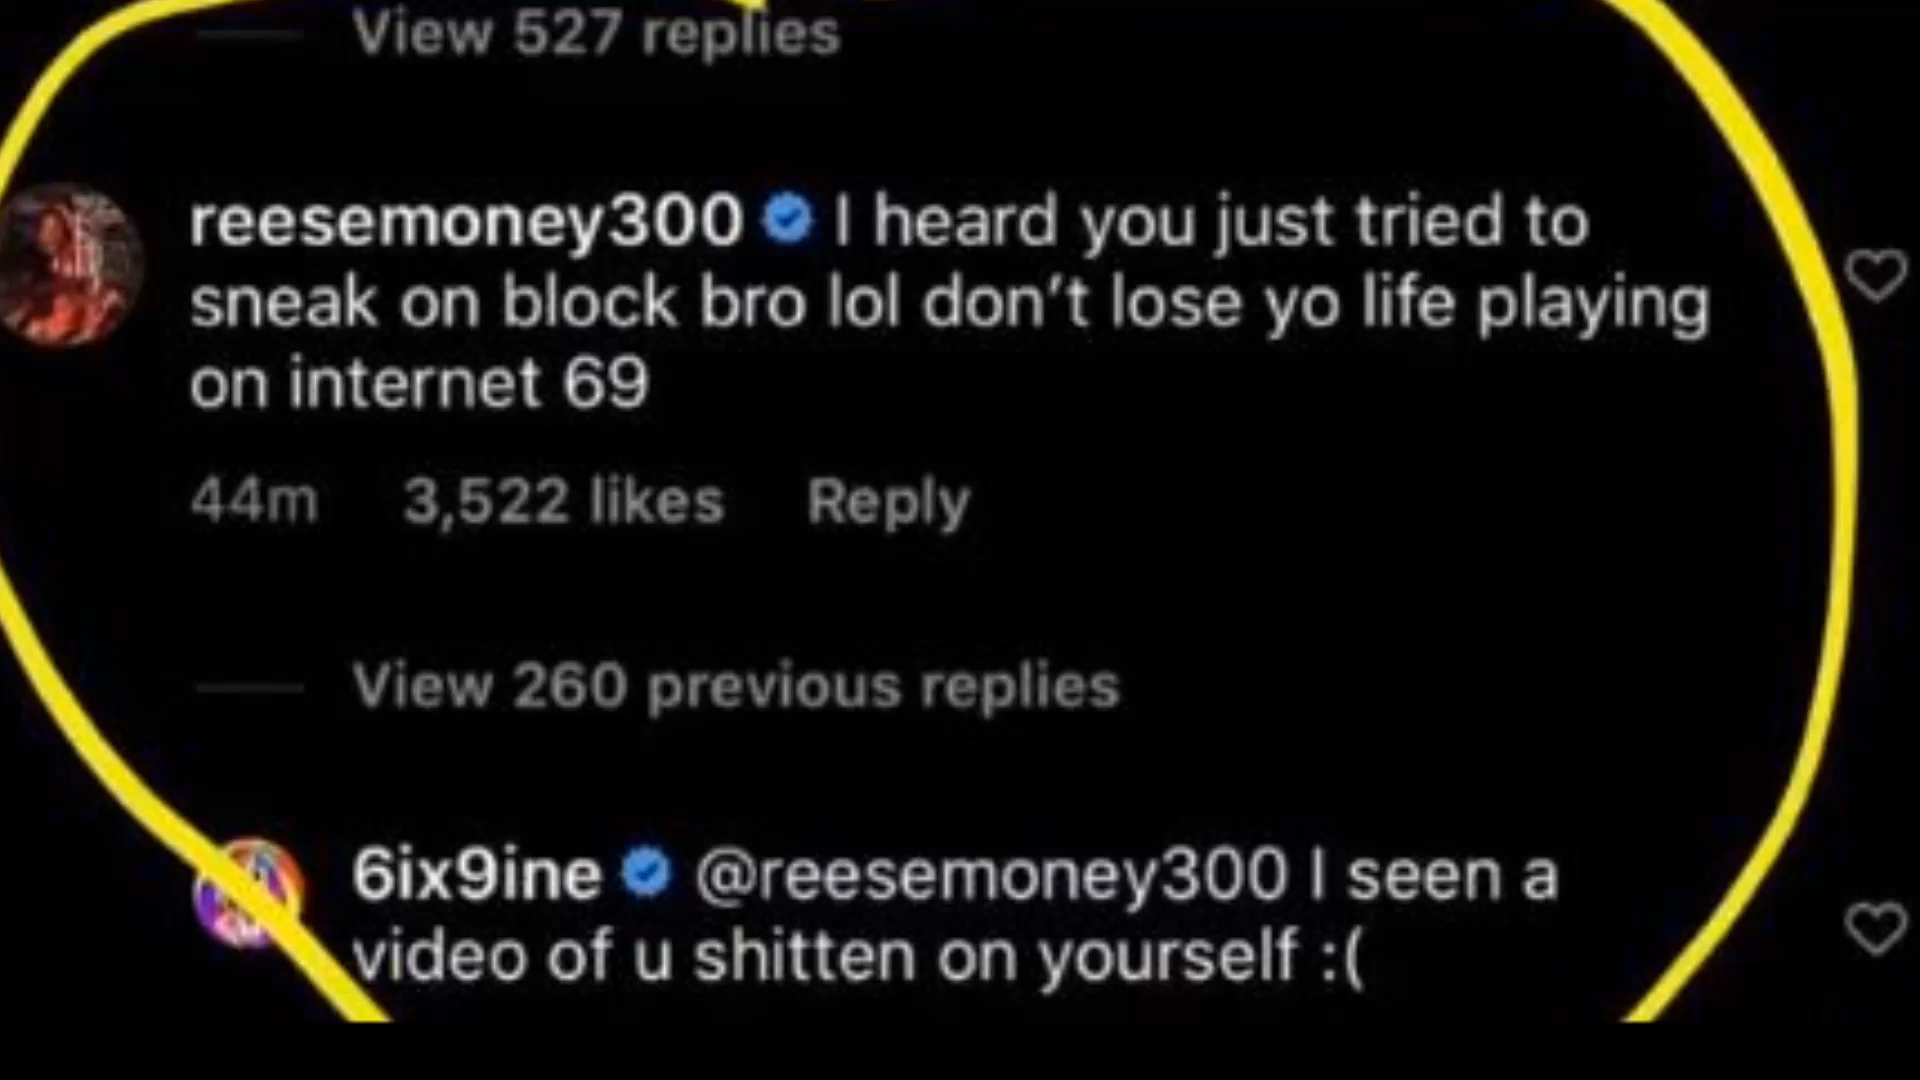 View 527 replies
reesemoney300 I heard you just tried to
sneak on block bro lol don't lose yo life playing
on internet 69
44m 3,522 likes Reply
View 260 previous replies
6ix9ine @reesemoney300 I seen a
video of u shitten on yourself :(